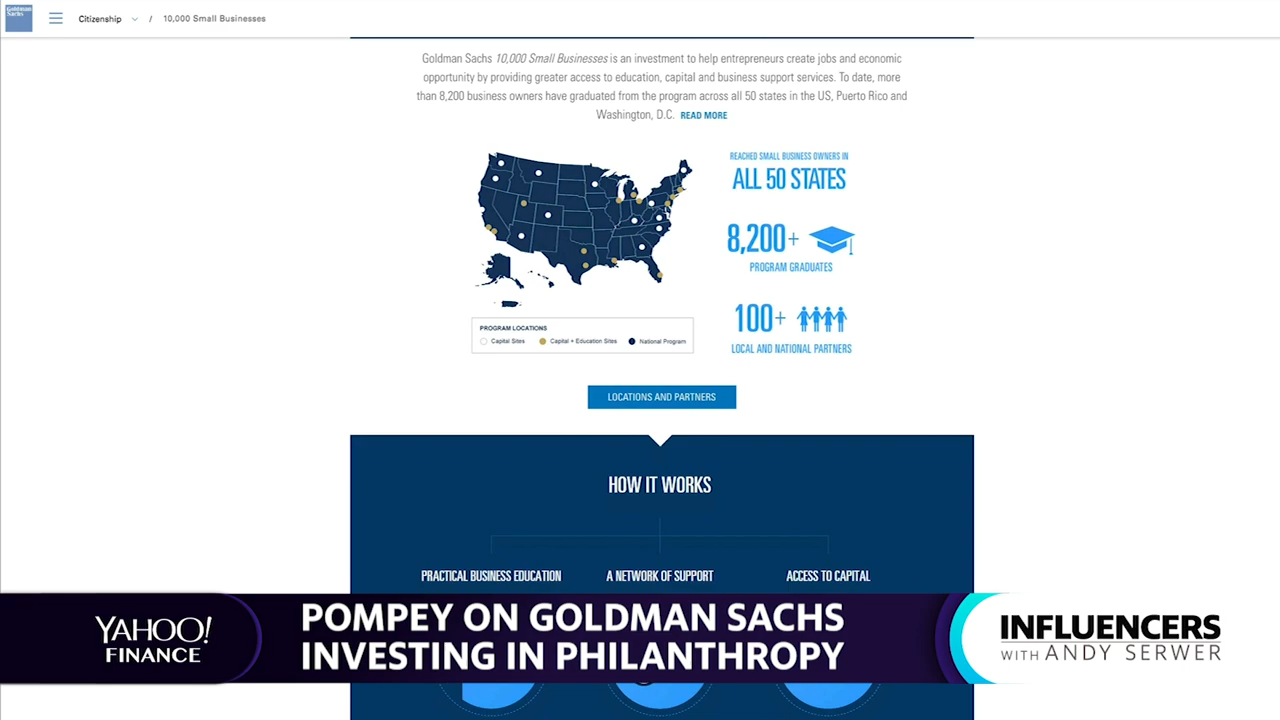 Goldman
Sachs
Citizenship / 10,000 Small Businesses
Goldman Sachs 10,000 Small Businesses is an investment to help entrepreneurs create jobs and economic
opportunity by providing greater access to education, capital and business support services. To date, more
than 8,200 business owners have graduated from the program across all 50 states in the US, Puerto Rico and
Washington, D.C. READ MORE
REACHED SMALL BUSINESS OWNERS IN
ALL 50 STATES
8,200+
PROGRAM GRADUATES
100+
LOCAL AND NATIONAL PARTNERS
PROGRAM LOCATIONS
Capital Sites Capital + Education Sites National Program
LOCATIONS AND PARTNERS
HOW IT WORKS
PRACTICAL BUSINESS EDUCATION A NETWORK OF SUPPORT ACCESS TO CAPITAL
YAHOO!
FINANCE
POMPEY ON GOLDMAN SACHS
INVESTING IN PHILANTHROPY
INFLUENCERS
WITH ANDY SERWER